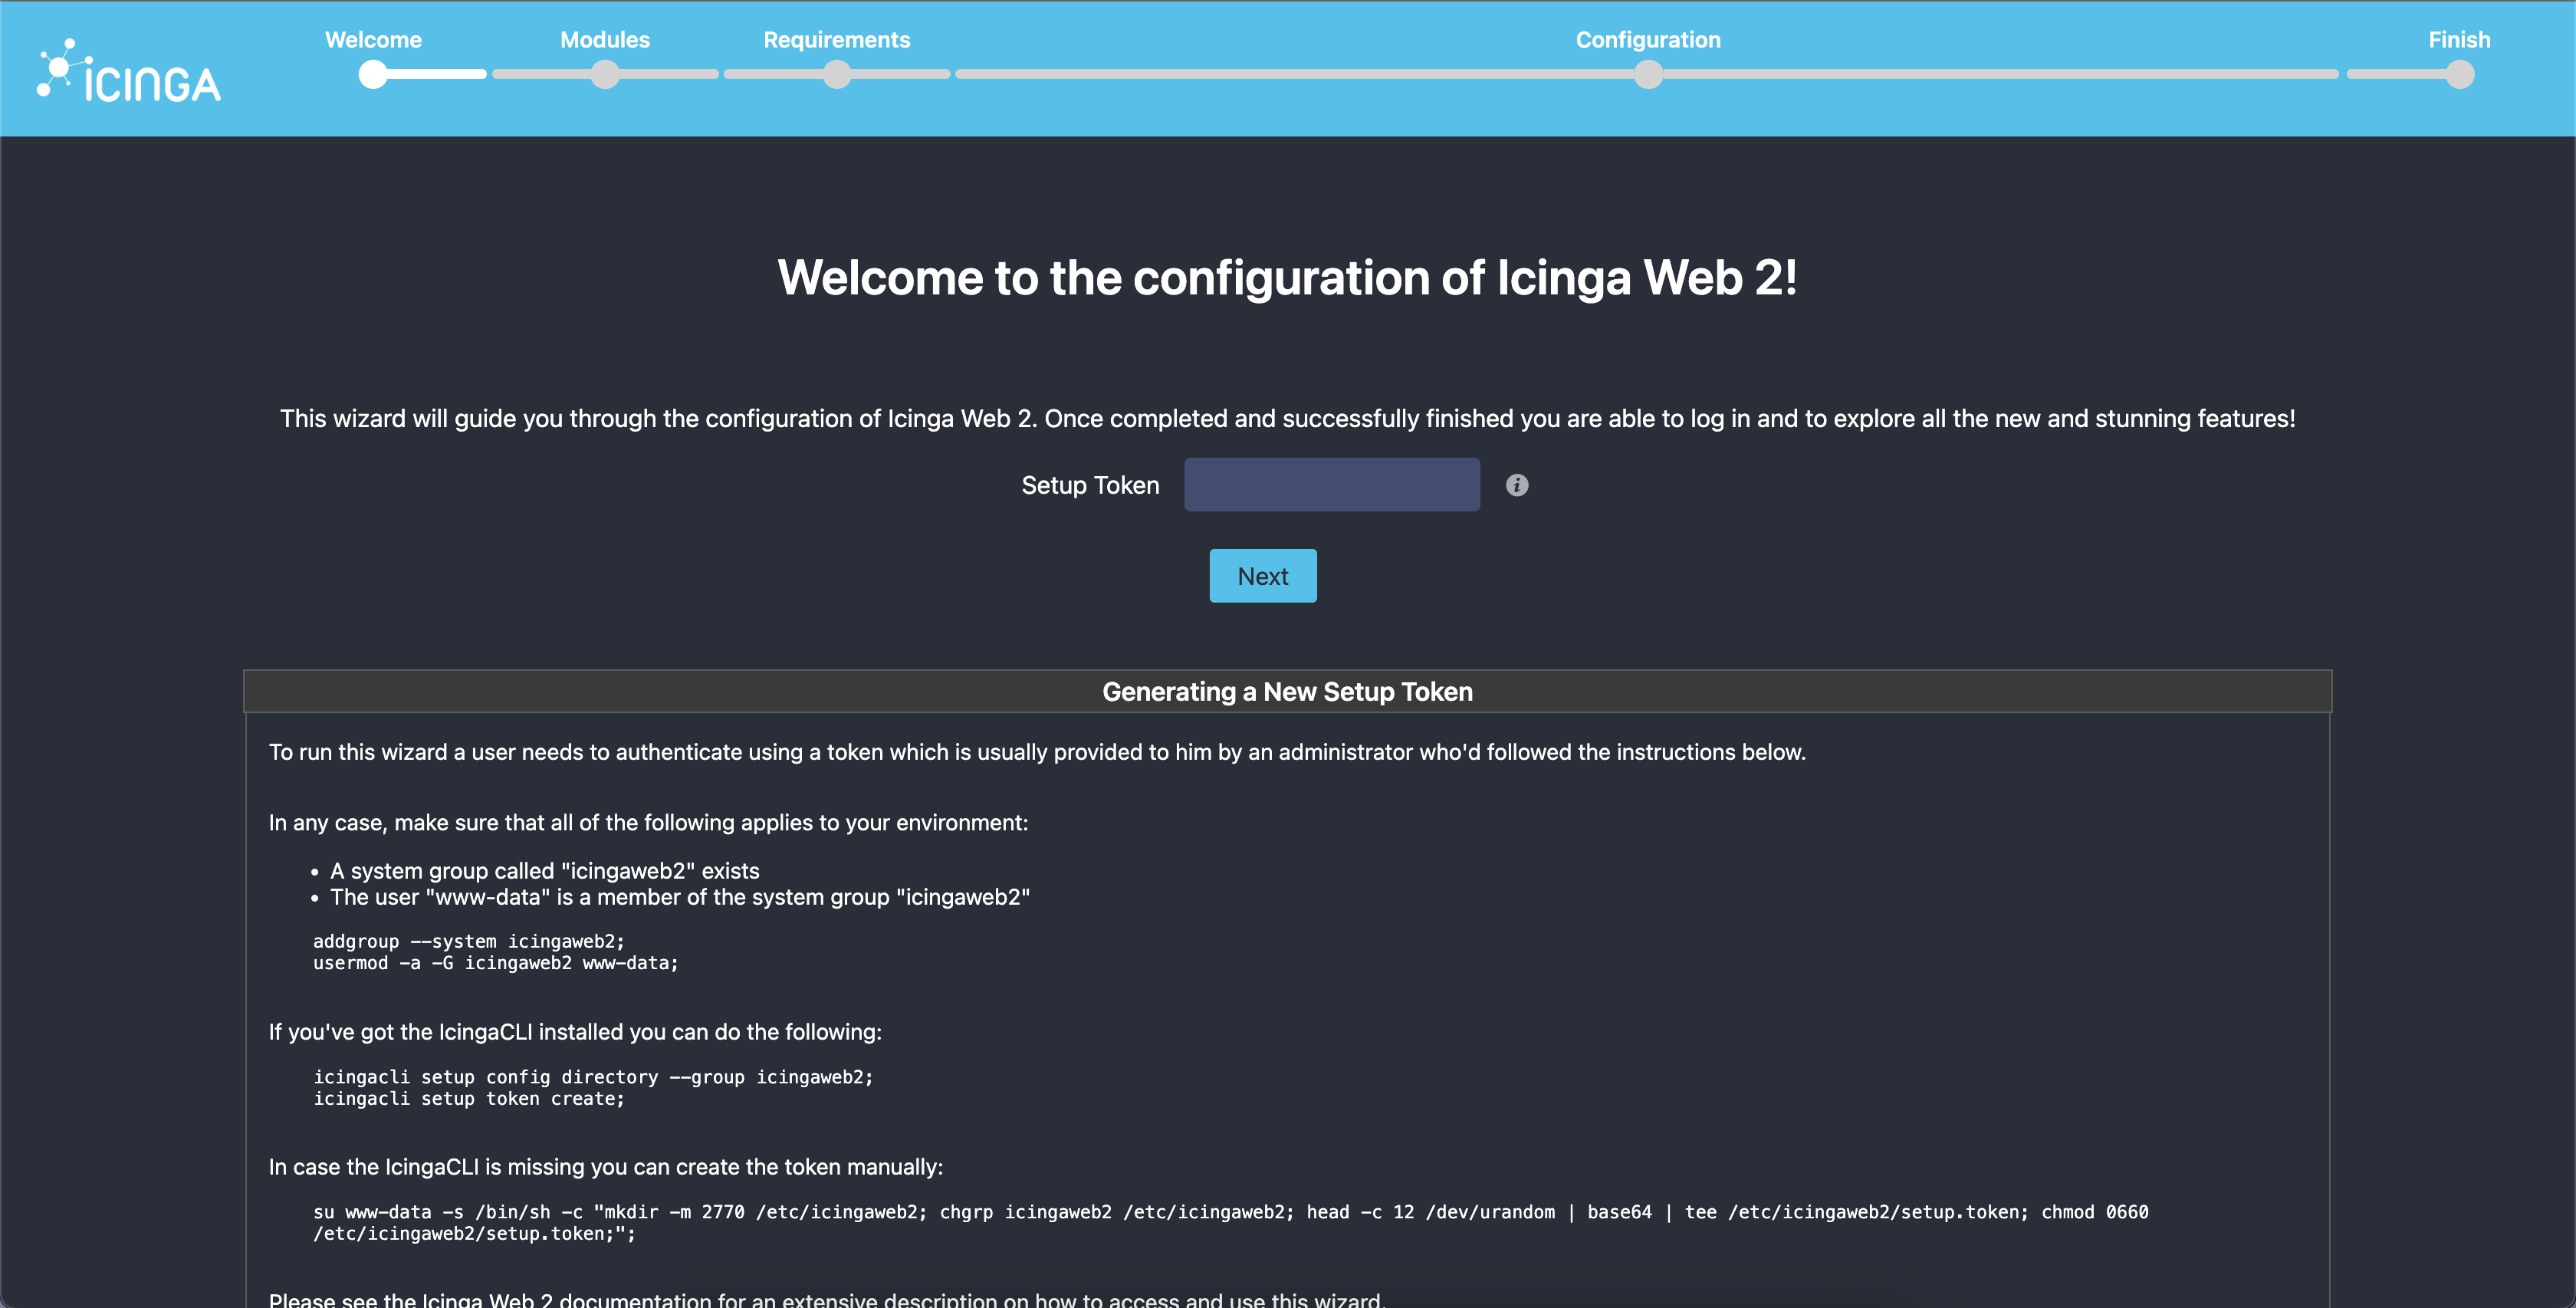 Welcome
Modules
Requirements
Configuration
Finish
ICINGA
Welcome to the configuration of Icinga Web 2!
This wizard will guide you through the configuration of Icinga Web 2. Once completed and successfully finished you are able to log in and to explore all the new and stunning features!
Setup Token
Next
Generating a New Setup Token
To run this wizard a user needs to authenticate using a token which is usually provided to him by an administrator who'd followed the instructions below.
In any case, make sure that all of the following applies to your environment:
• A system group called "icingaweb2" exists
• The user "www-data" is a member of the system group "icingaweb2"
addgroup --system icingaweb2;
usermod -a -G icingaweb2 www-data;
If you've got the IcingaCLI installed you can do the following:
icingacli setup config directory --group icingaweb2;
icingacli setup token create;
In case the IcingaCLI is missing you can create the token manually:
su www-data -s /bin/sh -c "mkdir -m 2770 /etc/icingaweb2; chgrp icingaweb2 /etc/icingaweb2; head -c 12 /dev/urandom | base64 | tee /etc/icingaweb2/setup.token; chmod 0660
/etc/icingaweb2/setup.token;";
Please see the Icinga Web 2 documentation for an extensive description on how to access and use this wizard.